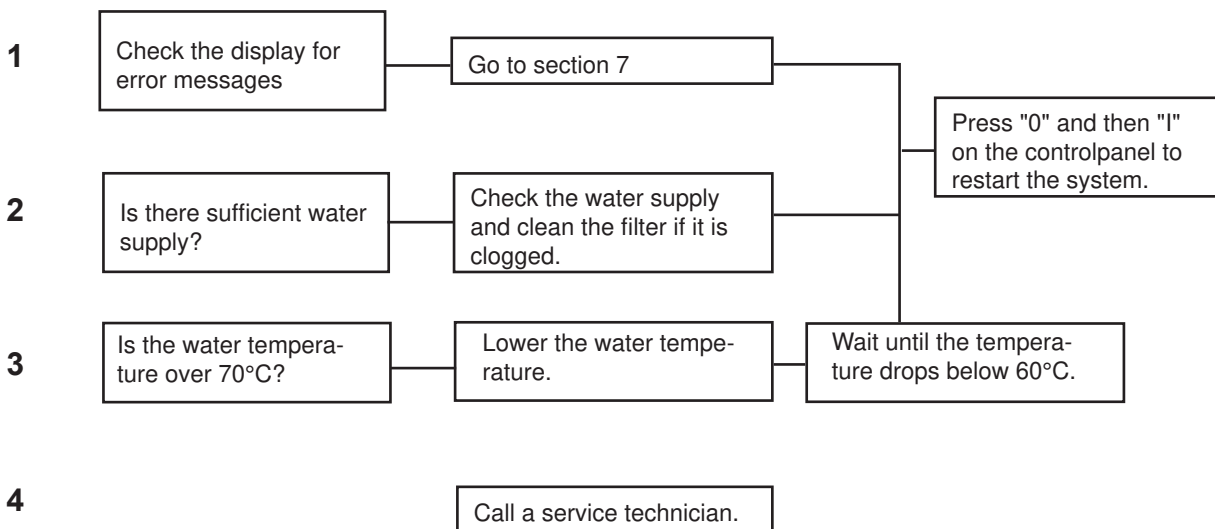 1
Check the display for
error messages
Go to section 7
Press "0" and then "I"
on the controlpanel to
restart the system.
2
Is there sufficient water
supply?
Check the water supply
and clean the filter if it is
clogged.
3
Is the water tempera-
ture over 70°C?
Lower the water tempe-
rature.
Wait until the tempera-
ture drops below 60°C.
4
Call a service technician.